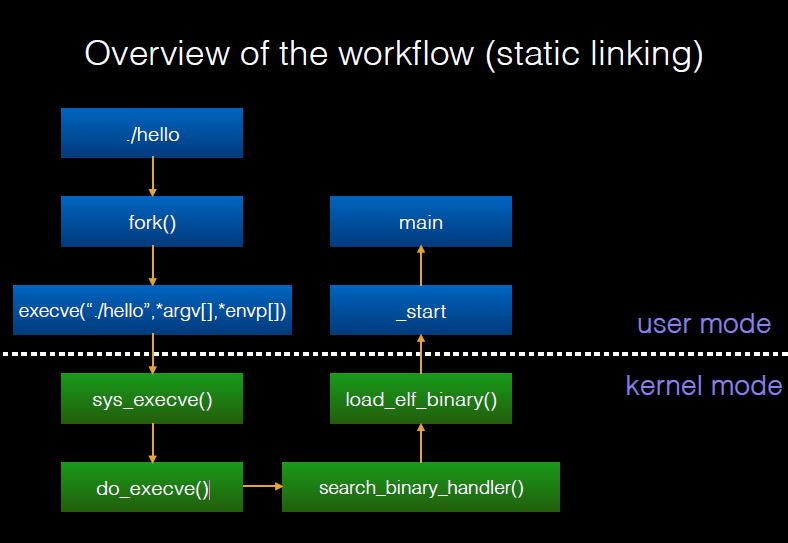 Overview of the workflow (static linking)
./hello
fork()
main
execve(“./hello”,*argv[],*envp[])
_start
user mode
kernel mode
sys_execve()
load_elf_binary()
do_execve()
search_binary_handler()